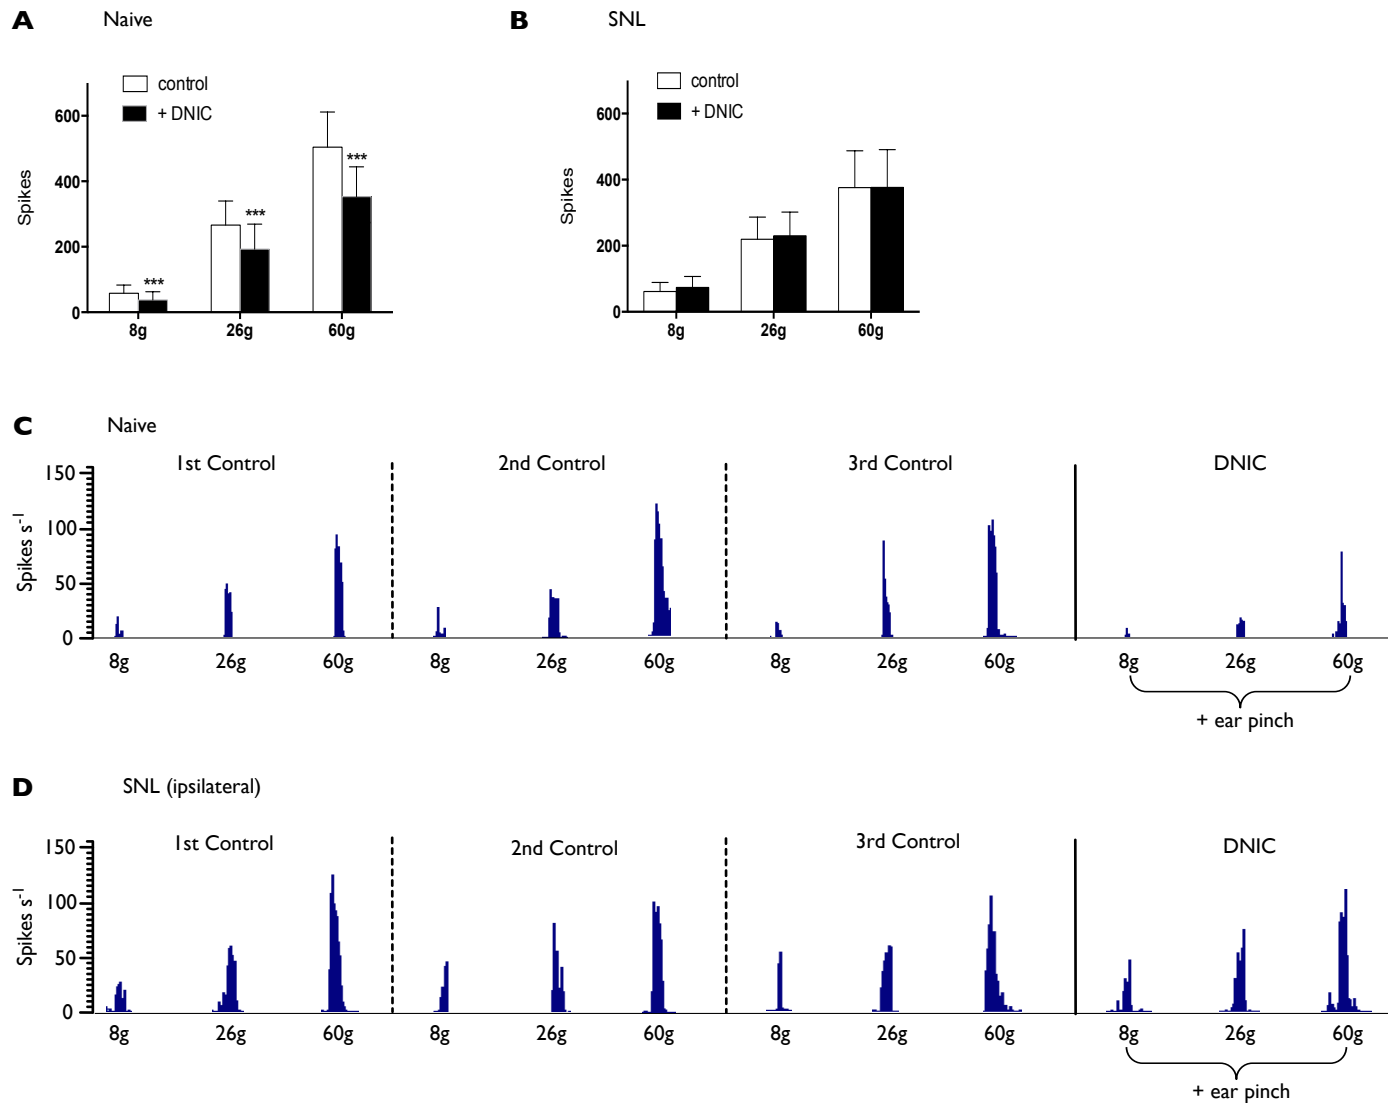 A Naive
control
+ DNIC
Spikes
600
400
200
0
***
***
***
8g 26g 60g
B SNL
control
+ DNIC
Spikes
600
400
200
0
8g 26g 60g
C Naive
1st Control 2nd Control 3rd Control DNIC
Spikes s-1
150
100
50
0
8g 26g 60g 8g 26g 60g 8g 26g 60g 8g 26g 60g
+ ear pinch
D SNL (ipsilateral)
1st Control 2nd Control 3rd Control DNIC
Spikes s-1
150
100
50
0
8g 26g 60g 8g 26g 60g 8g 26g 60g 8g 26g 60g
+ ear pinch